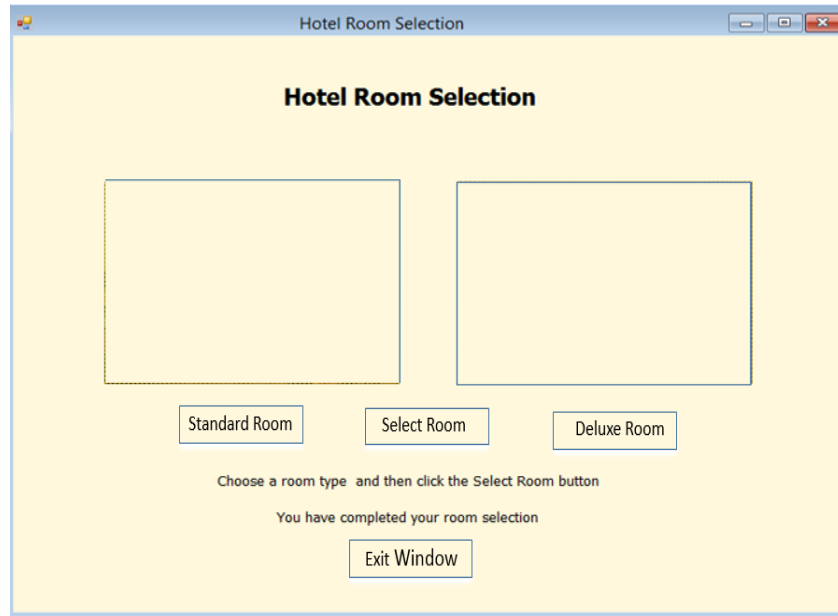 Hotel Room Selection
Hotel Room Selection
Standard Room
Select Room
Deluxe Room
Choose a room type and then click the Select Room button
You have completed your room selection
Exit Window